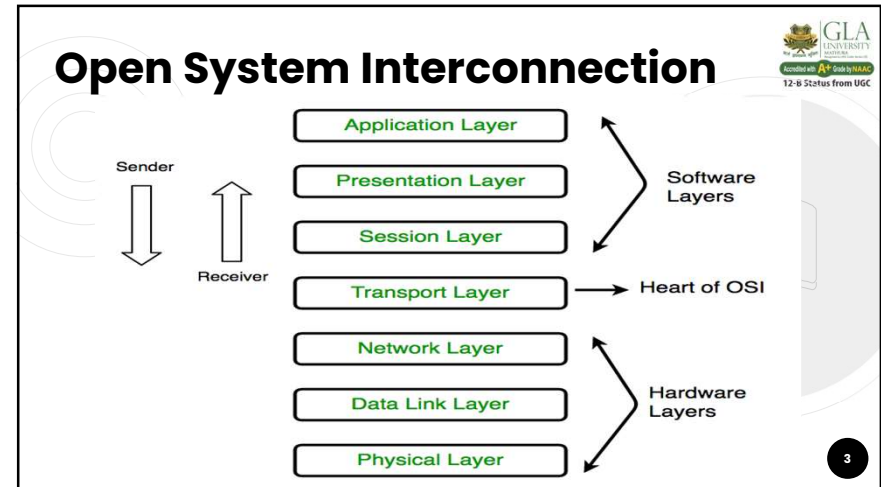 Open System Interconnection
GLA
UNIVERSITY
MATHURA
Accredited with A+ Grade by NAAC
12-B Status from UGC
Application Layer
Sender
Presentation Layer
Software
Layers
Session Layer
Receiver
Transport Layer
Heart of OSI
Network Layer
Data Link Layer
Hardware
Layers
Physical Layer
3